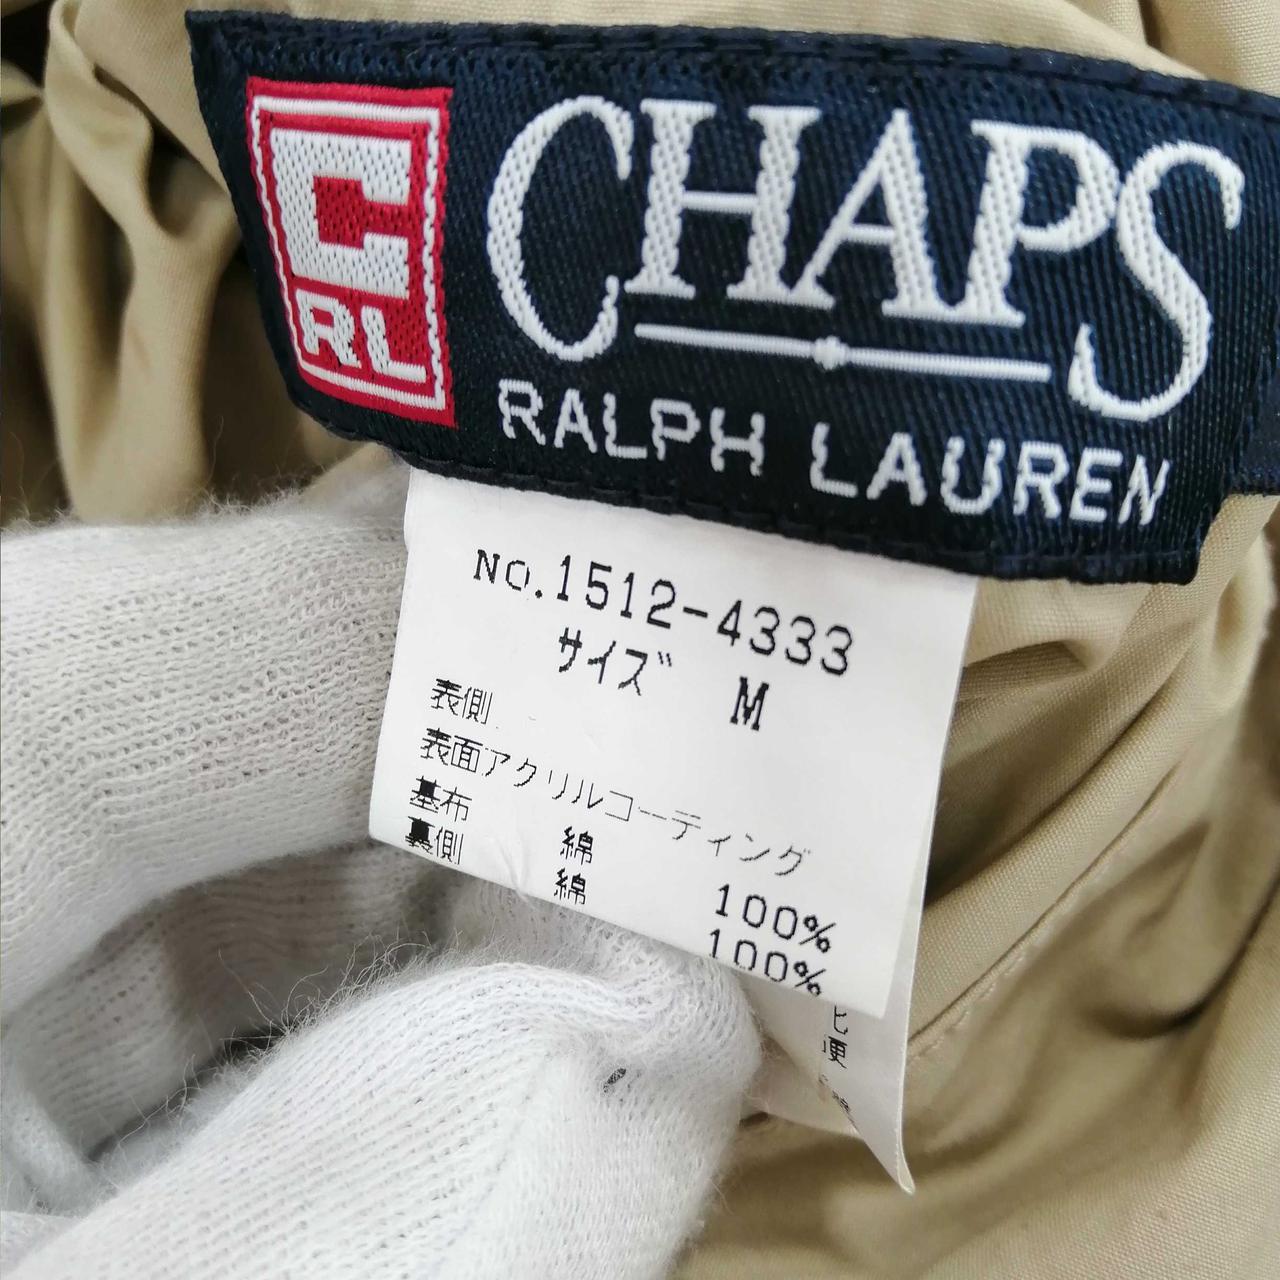 C
RL
CHAPS
RALPH LAUREN
NO.1512-4333
サイズ M
表側
表面アクリルコーティング
基布 綿 100%
裏側 綿 100%